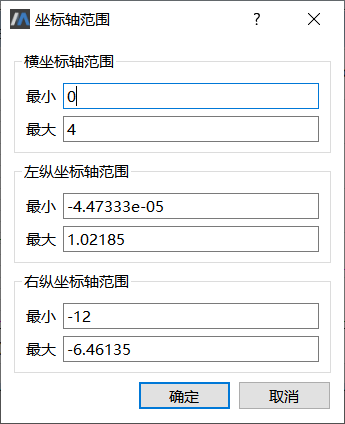 坐标轴范围 ?
横坐标轴范围
最小 0
最大 4
左纵坐标轴范围
最小 -4.47333e-05
最大 1.02185
右纵坐标轴范围
最小 -12
最大 -6.46135
确定 取消